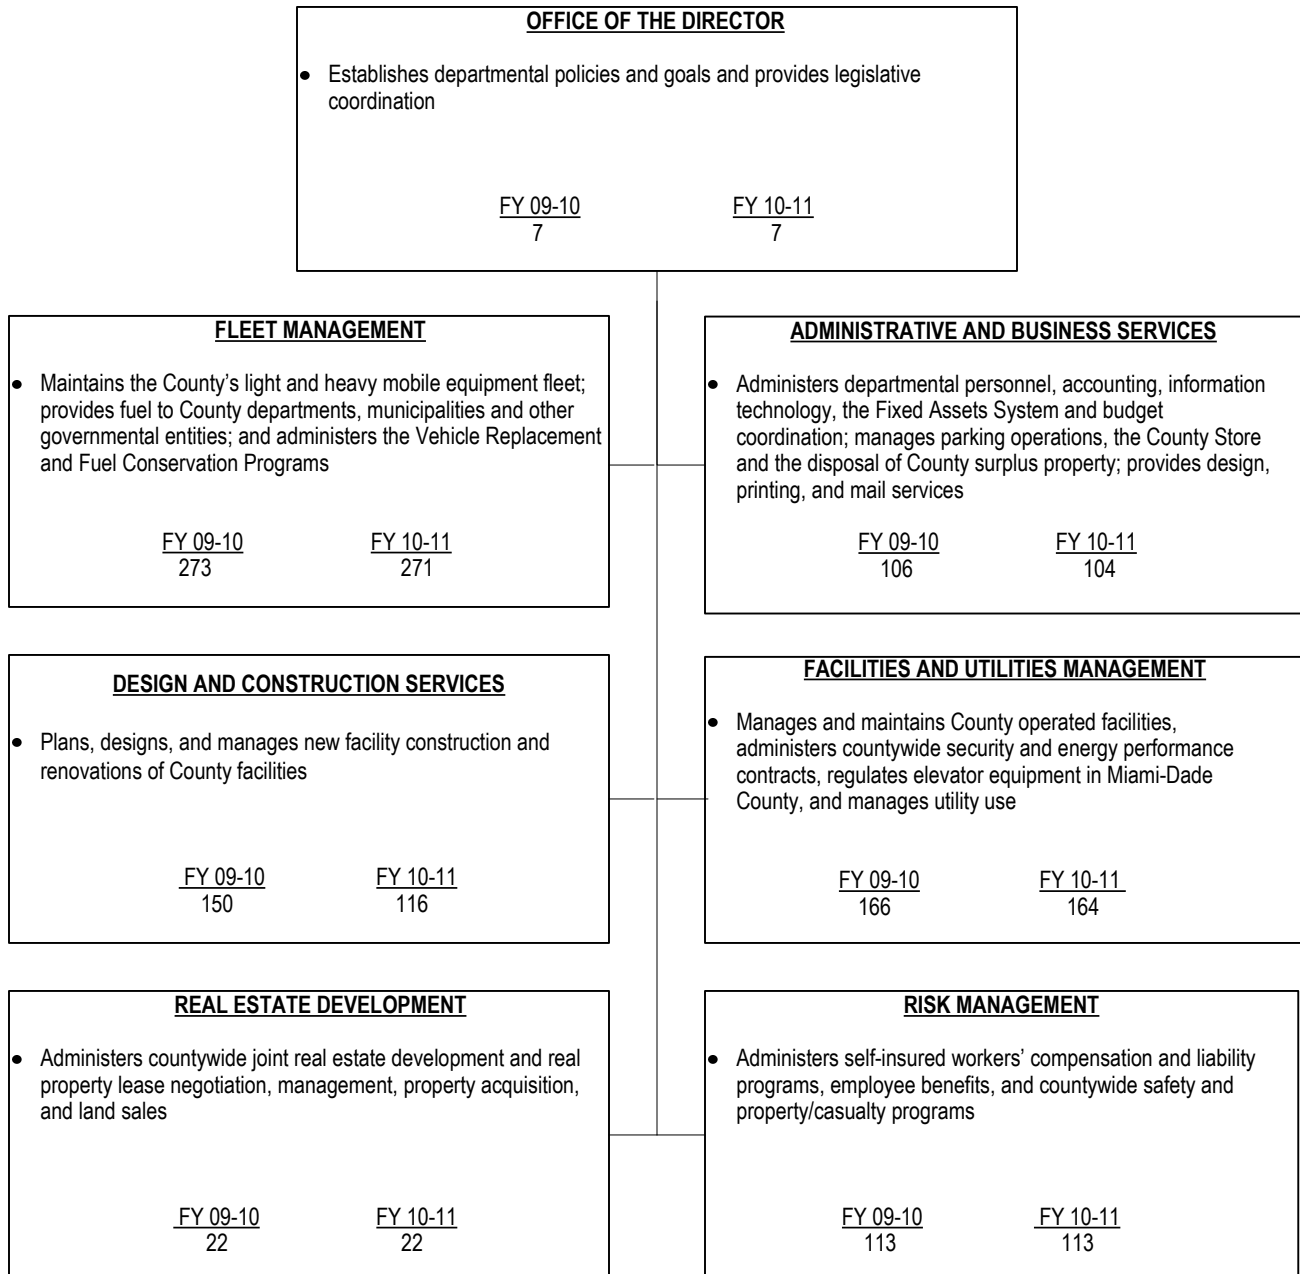 OFFICE OF THE DIRECTOR
● Establishes departmental policies and goals and provides legislative
coordination
FY 09-10 FY 10-11
7 7
FLEET MANAGEMENT
● Maintains the County’s light and heavy mobile equipment fleet;
provides fuel to County departments, municipalities and other
governmental entities; and administers the Vehicle Replacement
and Fuel Conservation Programs
FY 09-10 FY 10-11
273 271
ADMINISTRATIVE AND BUSINESS SERVICES
● Administers departmental personnel, accounting, information
technology, the Fixed Assets System and budget
coordination; manages parking operations, the County Store
and the disposal of County surplus property; provides design,
printing, and mail services
FY 09-10 FY 10-11
106 104
DESIGN AND CONSTRUCTION SERVICES
● Plans, designs, and manages new facility construction and
renovations of County facilities
FY 09-10 FY 10-11
150 116
FACILITIES AND UTILITIES MANAGEMENT
● Manages and maintains County operated facilities,
administers countywide security and energy performance
contracts, regulates elevator equipment in Miami-Dade
County, and manages utility use
FY 09-10 FY 10-11
166 164
REAL ESTATE DEVELOPMENT
● Administers countywide joint real estate development and real
property lease negotiation, management, property acquisition,
and land sales
FY 09-10 FY 10-11
22 22
RISK MANAGEMENT
● Administers self-insured workers’ compensation and liability
programs, employee benefits, and countywide safety and
property/casualty programs
FY 09-10 FY 10-11
113 113